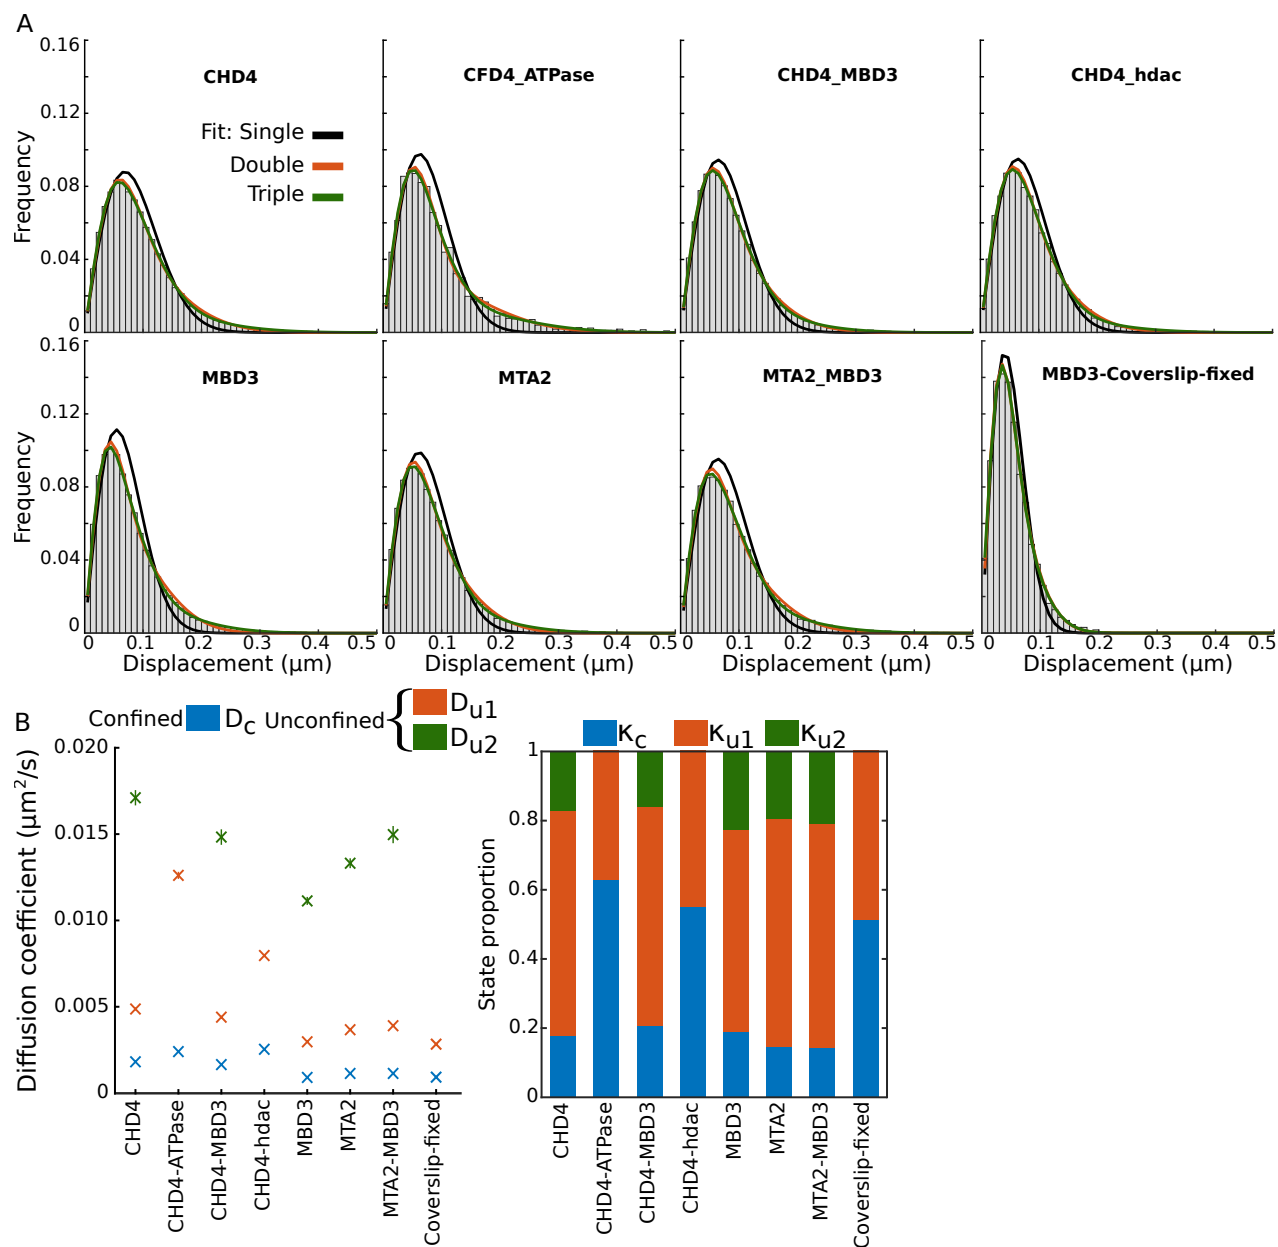 A
0.16
0.12
0.08
0.04
0
Frequency
CHD4
Fit: Single
Double
Triple
CFD4_ATPase
CHD4_MBD3
CHD4_hdac
0.16
0.12
0.08
0.04
0
Frequency
MBD3
MTA2
MTA2_MBD3
MBD3-Coverslip-fixed
0 0.1 0.2 0.3 0.4 0.5
0 0.1 0.2 0.3 0.4 0.5
0 0.1 0.2 0.3 0.4 0.5
0 0.1 0.2 0.3 0.4 0.5
Displacement (µm)
Displacement (µm)
Displacement (µm)
Displacement (µm)
B
Confined Dc Unconfined { Du1
Du2
0.020
0.015
0.010
0.005
0
Diffusion coefficient (µm²/s)
CHD4
CHD4-ATPase
CHD4-MBD3
CHD4-hdac
MBD3
MTA2
MTA2-MBD3
Coverslip-fixed
κc κu1 κu2
1
0.8
0.6
0.4
0.2
0
State proportion
CHD4
CHD4-ATPase
CHD4-MBD3
CHD4-hdac
MBD3
MTA2
MTA2-MBD3
Coverslip-fixed